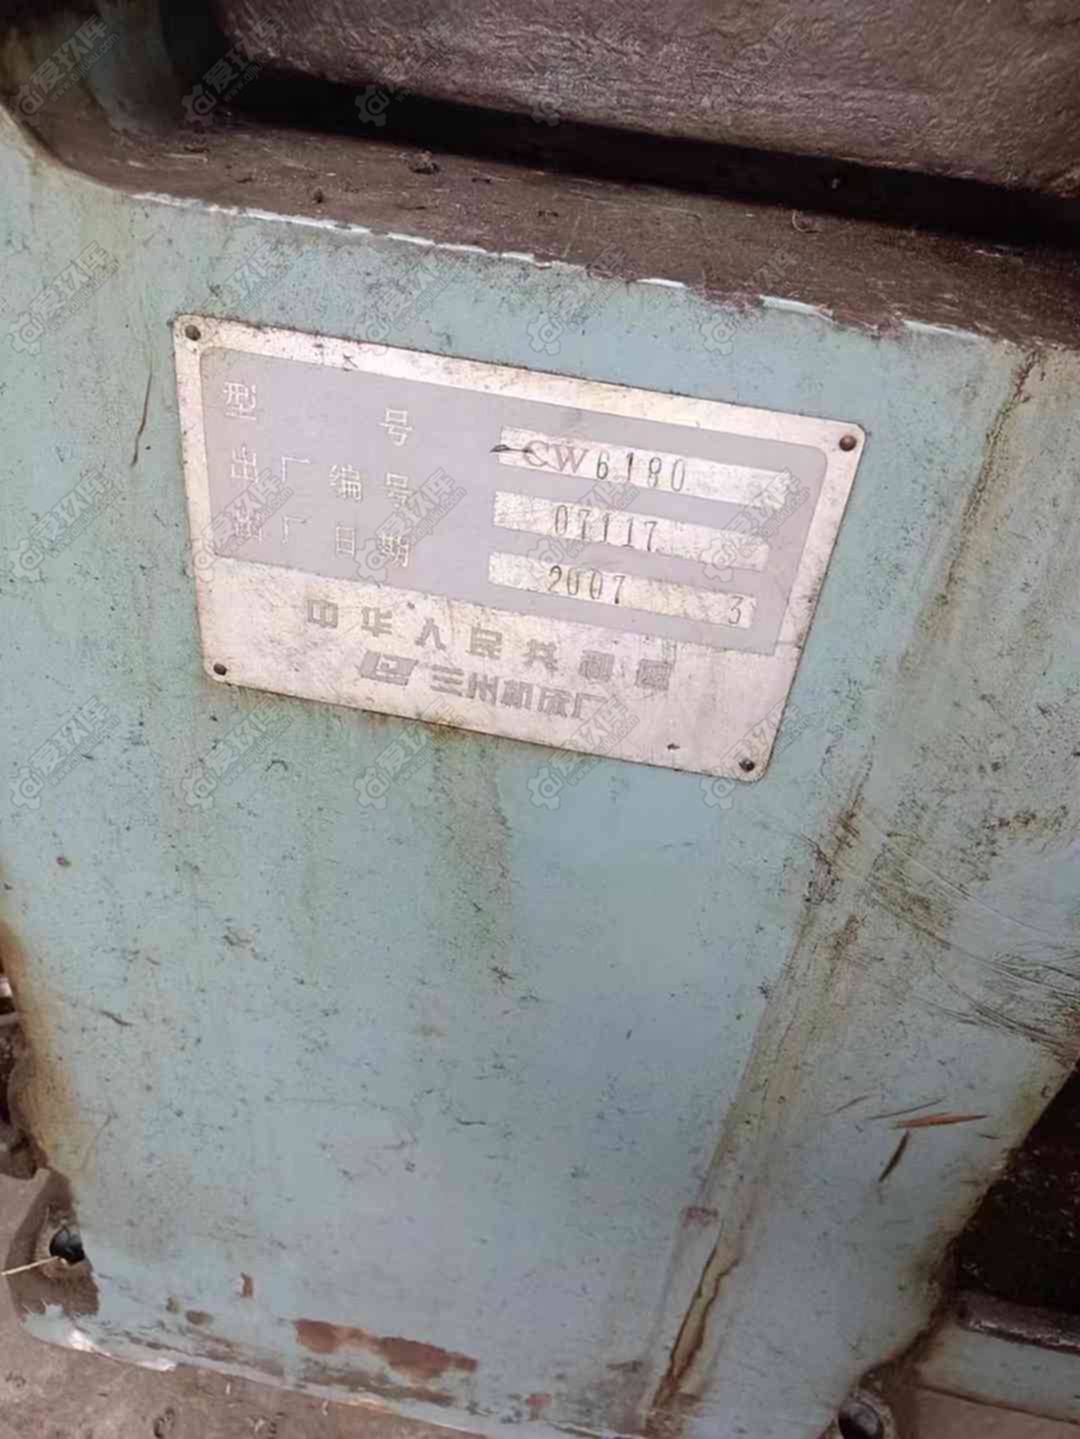 型 号 CW6180
出厂编号 07117
出厂日期 2007 3
中华人民共和国
兰州机床厂